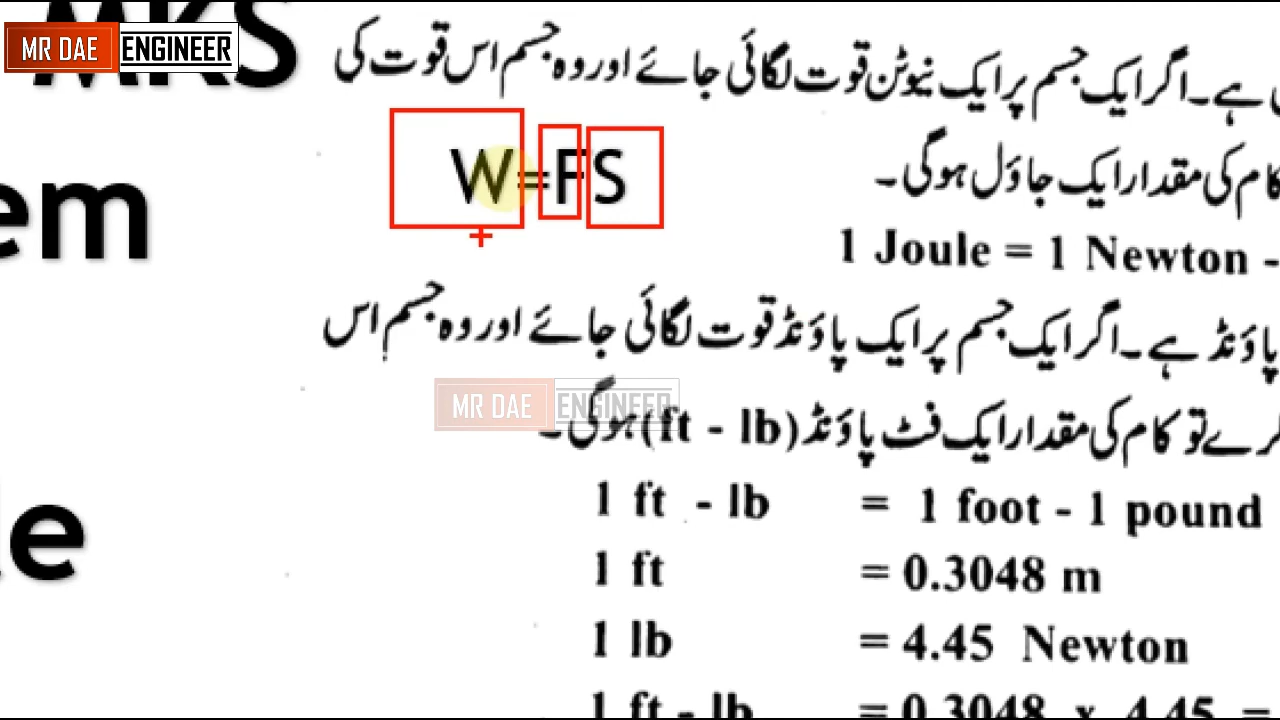 MKS
MR DAE ENGINEER
ہے۔ اگر ایک جسم پر ایک نیوٹن قوت لگائی جائے اور وہ جسم اس قوت کی
W=FS
کام کی مقدار ایک جاؤل ہوگی۔
em
1 Joule = 1 Newton -
پاؤنڈ ہے۔ اگر ایک جسم پر ایک پاؤنڈ قوت لگائی جائے اور وہ جسم اس
MR DAE ENGINEER
کرے تو کام کی مقدار ایک فٹ پاؤنڈ (ft - lb) ہوگی۔
1 ft - lb = 1 foot - 1 pound
le
1 ft = 0.3048 m
1 lb = 4.45 Newton
1 ft - lb = 0.3048 x 4.45 =